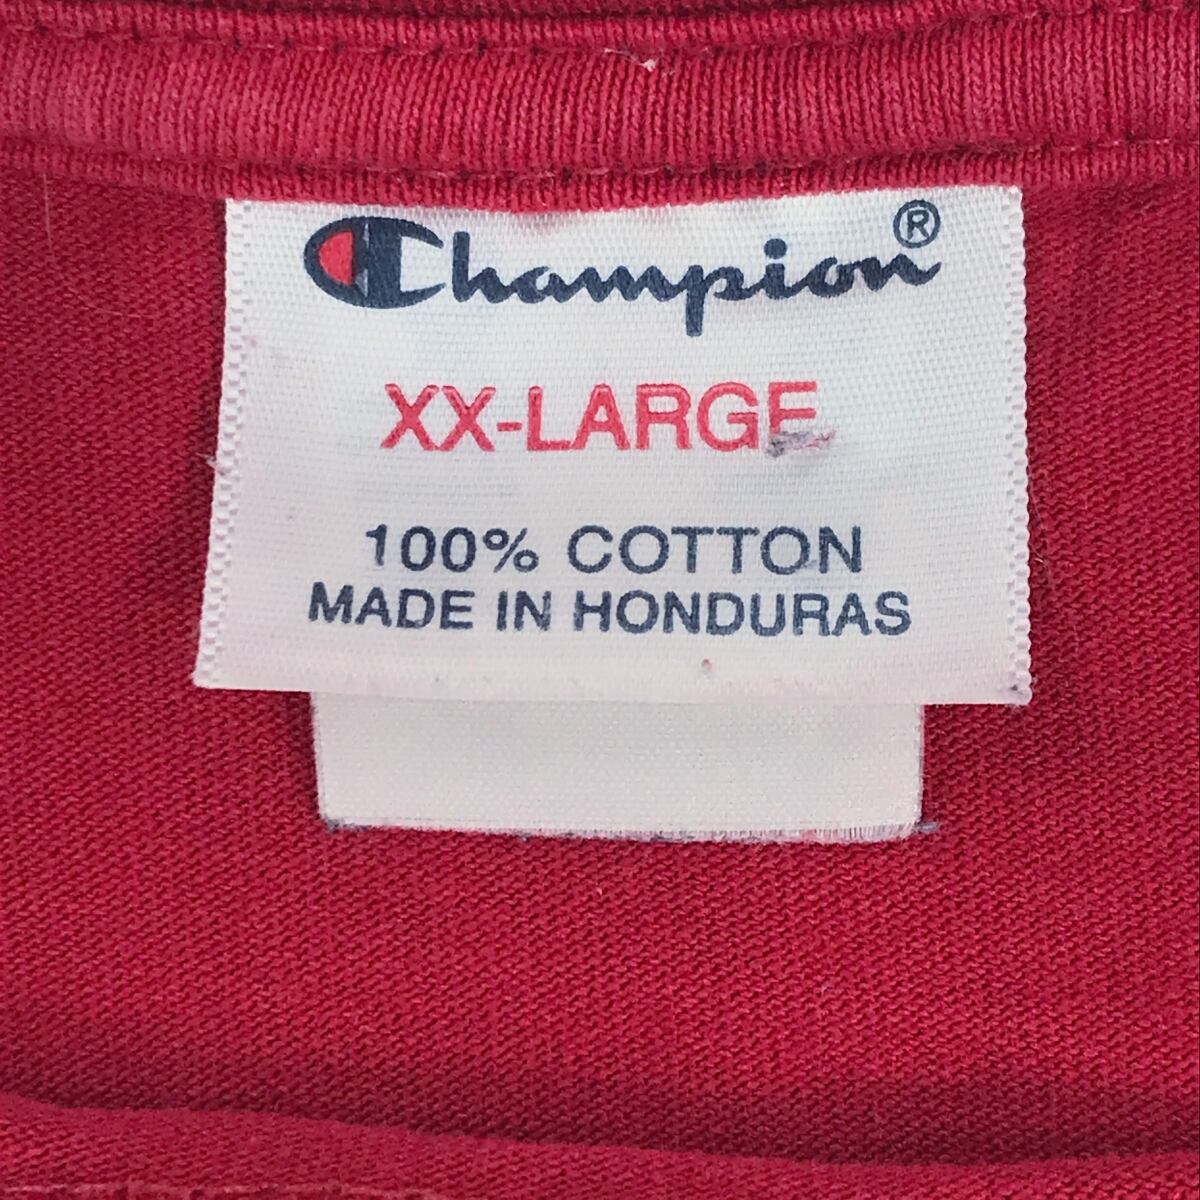 Champion®
XX-LARGE
100% COTTON
MADE IN HONDURAS